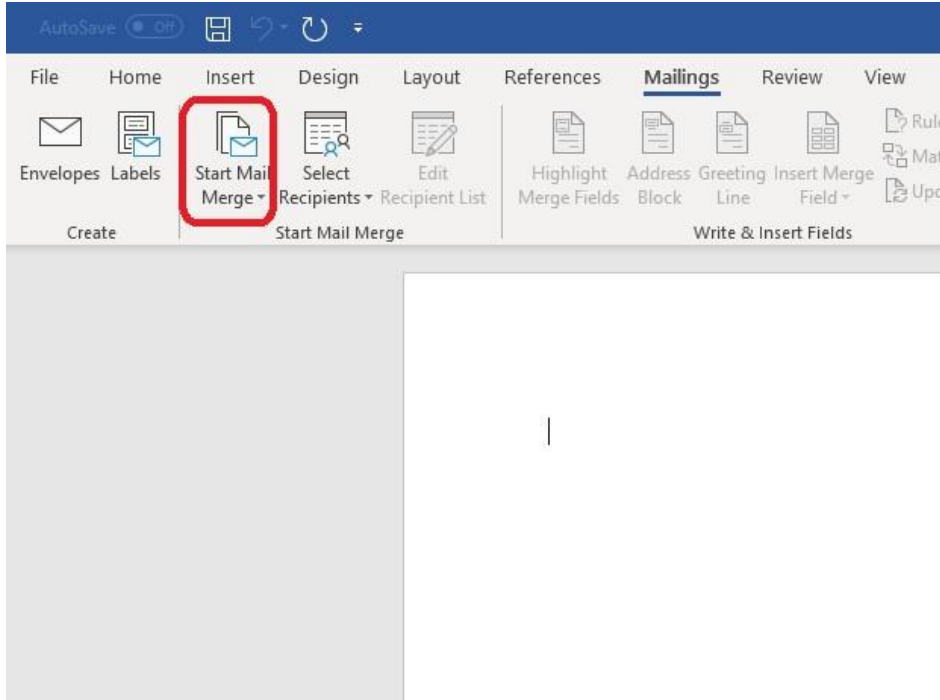 AutoSave Off
File Home Insert Design Layout References Mailings Review View
Envelopes Labels Start Mail Merge Select Recipients Edit Recipient List Highlight Merge Fields Address Block Greeting Line Insert Merge Field
Create Start Mail Merge Write & Insert Fields